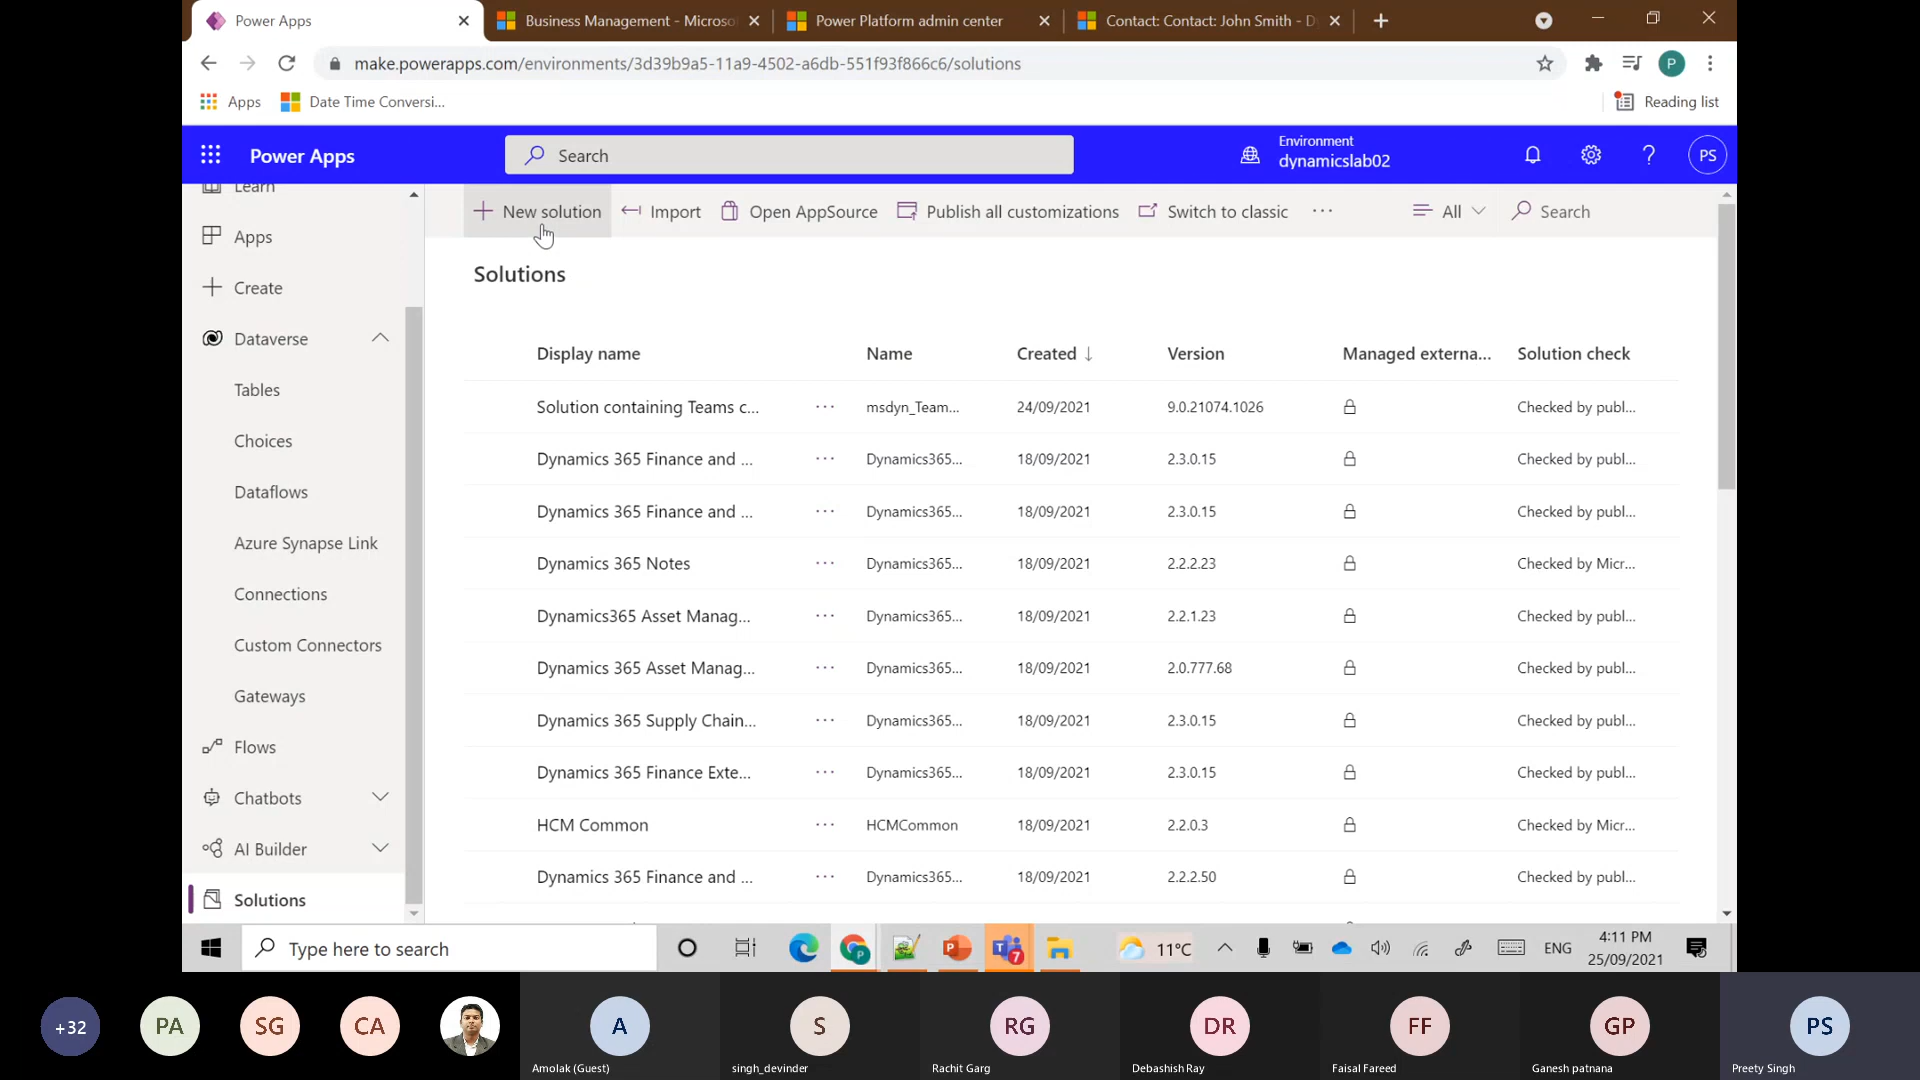 Power Apps
Business Management - Microso
Power Platform admin center
Contact: Contact: John Smith - D
make.powerapps.com/environments/3d39b9a5-11a9-4502-a6db-551f93f866c6/solutions
P
Apps
Date Time Conversi...
Reading list
Power Apps
Search
Environment
dynamicslab02
PS
Learn
Apps
Create
Dataverse
Tables
Choices
Dataflows
Azure Synapse Link
Connections
Custom Connectors
Gateways
Flows
Chatbots
AI Builder
Solutions
New solution
Import
Open AppSource
Publish all customizations
Switch to classic
...
All
Search
Solutions
Display name Name Created ↓ Version Managed externa... Solution check
Solution containing Teams c... ... msdyn_Team... 24/09/2021 9.0.21074.1026 Checked by publ...
Dynamics 365 Finance and ... ... Dynamics365... 18/09/2021 2.3.0.15 Checked by publ...
Dynamics 365 Finance and ... ... Dynamics365... 18/09/2021 2.3.0.15 Checked by publ...
Dynamics 365 Notes ... Dynamics365... 18/09/2021 2.2.2.23 Checked by Micr...
Dynamics365 Asset Manag... ... Dynamics365... 18/09/2021 2.2.1.23 Checked by publ...
Dynamics 365 Asset Manag... ... Dynamics365... 18/09/2021 2.0.777.68 Checked by publ...
Dynamics 365 Supply Chain... ... Dynamics365... 18/09/2021 2.3.0.15 Checked by publ...
Dynamics 365 Finance Exte... ... Dynamics365... 18/09/2021 2.3.0.15 Checked by publ...
HCM Common ... HCMCommon 18/09/2021 2.2.0.3 Checked by Micr...
Dynamics 365 Finance and ... ... Dynamics365... 18/09/2021 2.2.2.50 Checked by publ...
Type here to search
7
11°C
ENG
4:11 PM
25/09/2021
+32
PA
SG
CA
A
Amolak (Guest)
S
singh_devinder
RG
Rachit Garg
DR
Debashish Ray
FF
Faisal Fareed
GP
Ganesh patnana
PS
Preety Singh